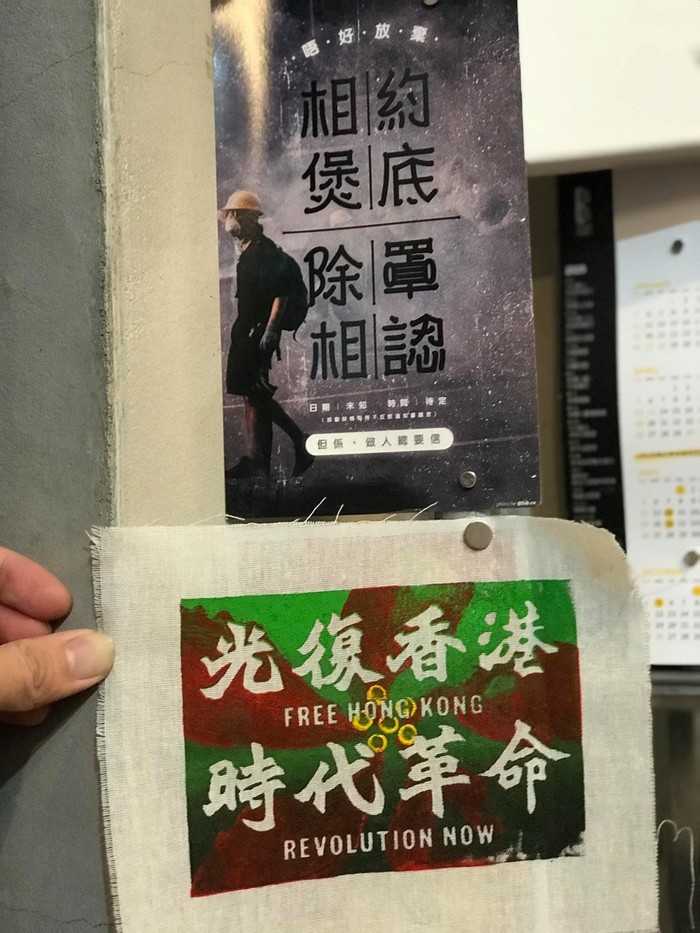 ·唔·好·放·棄·
相|約
煲|底
除|罩
相|認
日期|未知 時間|待定
但係，做人總要信
光復香港
FREE HONG KONG
時代革命
REVOLUTION NOW